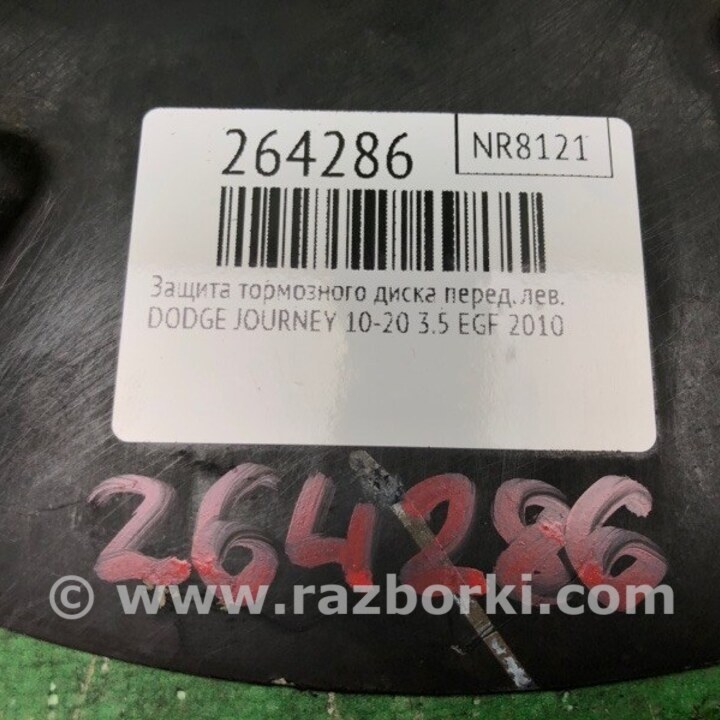 264286
NR8121
Защита тормозного диска перед.лев.
DODGE JOURNEY 10-20 3.5 EGF 2010
264286
© www.razborki.com